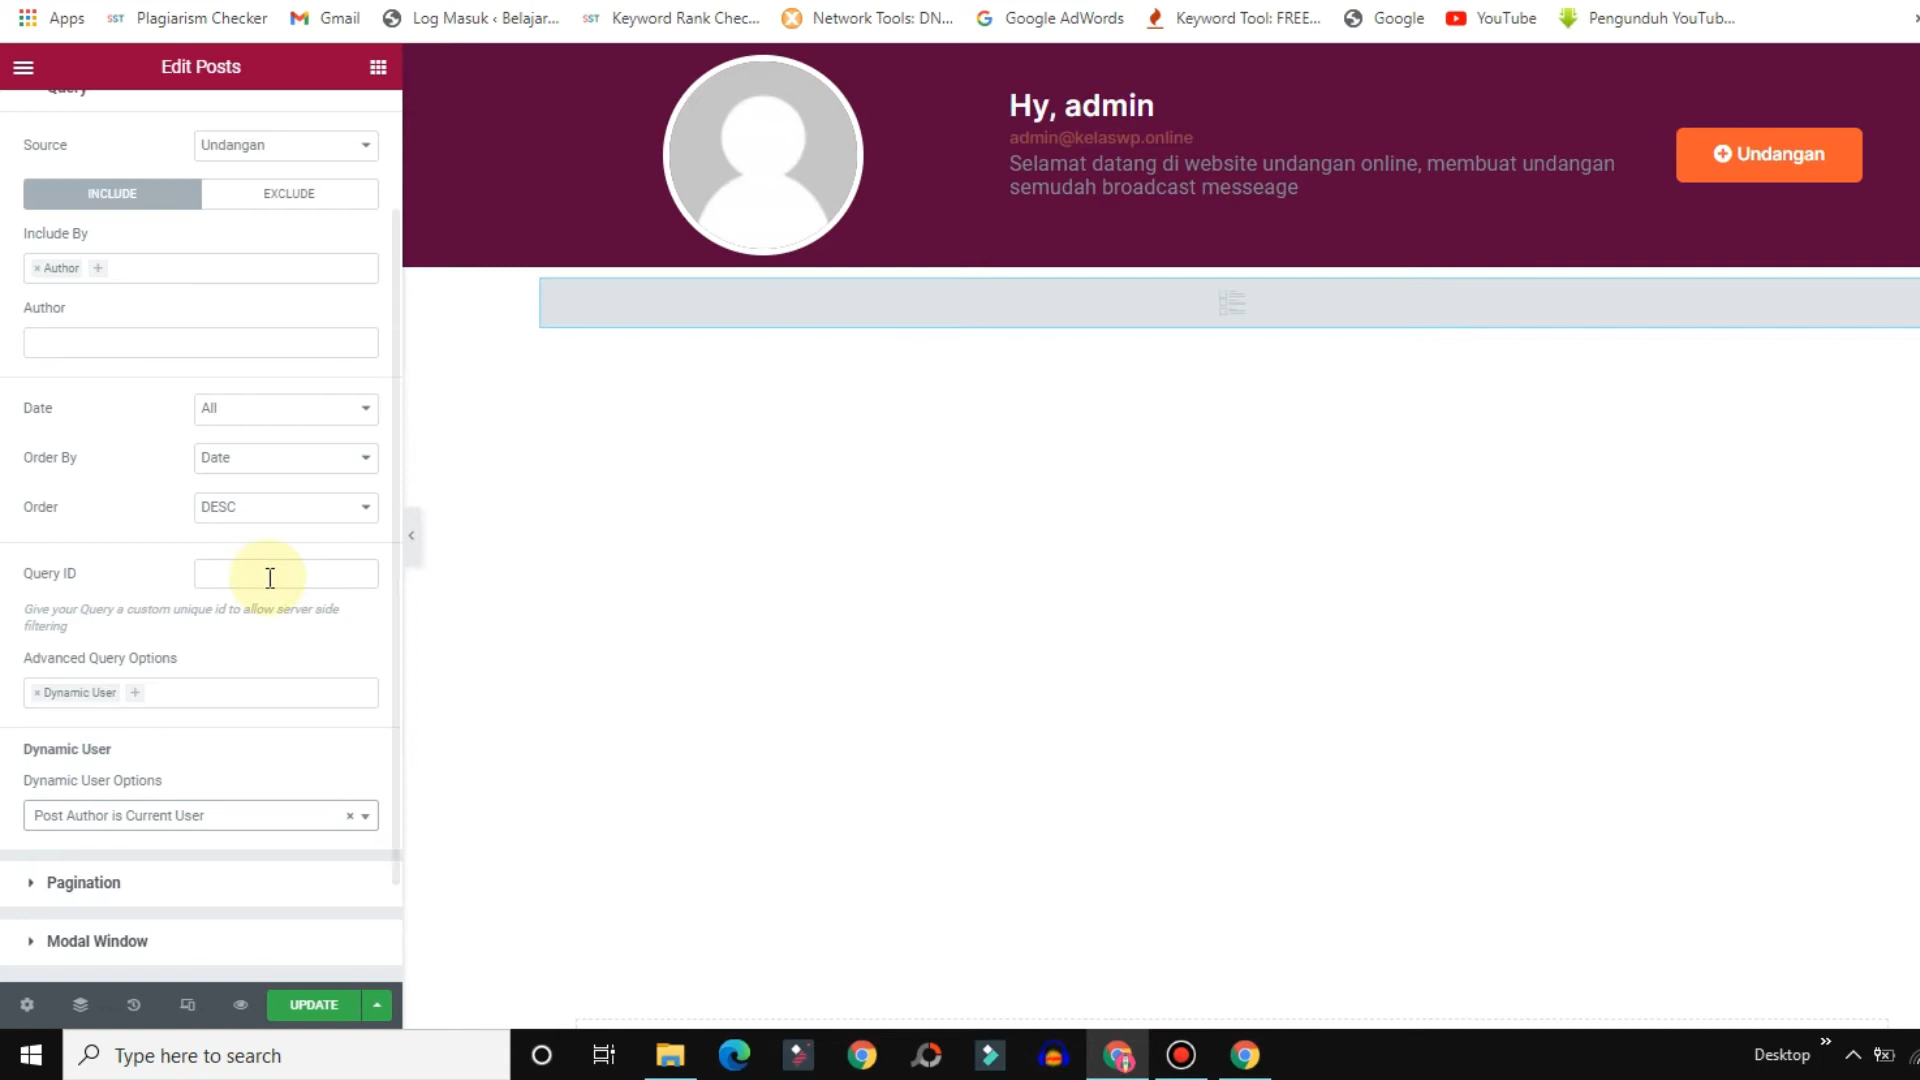 Apps
SST Plagiarism Checker
Gmail
Log Masuk ‹ Belajar...
SST Keyword Rank Chec...
Network Tools: DN...
Google AdWords
Keyword Tool: FREE...
Google
YouTube
Pengunduh YouTub...
Edit Posts
Query
Source
Undangan
INCLUDE
EXCLUDE
Include By
× Author +
Author
Date
All
Order By
Date
Order
DESC
Query ID
Give your Query a custom unique id to allow server side
filtering
Advanced Query Options
× Dynamic User +
Dynamic User
Dynamic User Options
Post Author is Current User ×
Pagination
Modal Window
UPDATE
Hy, admin
admin@kelaswp.online
Selamat datang di website undangan online, membuat undangan
semudah broadcast messeage
Undangan
Type here to search
Desktop